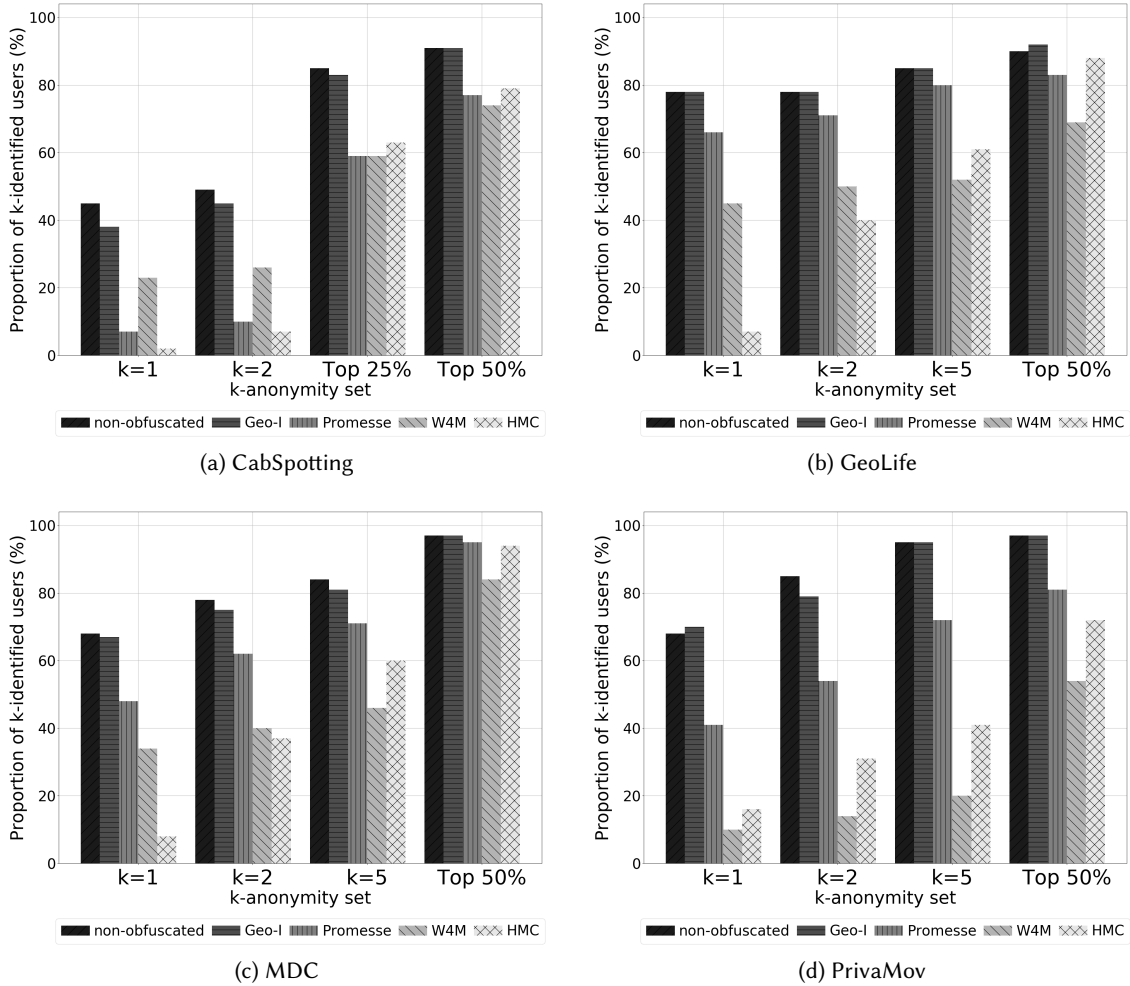 100
80
60
40
20
0
Proportion of k-identified users (%)
k=1 k=2 Top 25% Top 50%
k-anonymity set
non-obfuscated Geo-I Promesse W4M HMC
(a) CabSpotting
100
80
60
40
20
0
Proportion of k-identified users (%)
k=1 k=2 k=5 Top 50%
k-anonymity set
non-obfuscated Geo-I Promesse W4M HMC
(b) GeoLife
100
80
60
40
20
0
Proportion of k-identified users (%)
k=1 k=2 k=5 Top 50%
k-anonymity set
non-obfuscated Geo-I Promesse W4M HMC
(c) MDC
100
80
60
40
20
0
Proportion of k-identified users (%)
k=1 k=2 k=5 Top 50%
k-anonymity set
non-obfuscated Geo-I Promesse W4M HMC
(d) PrivaMov